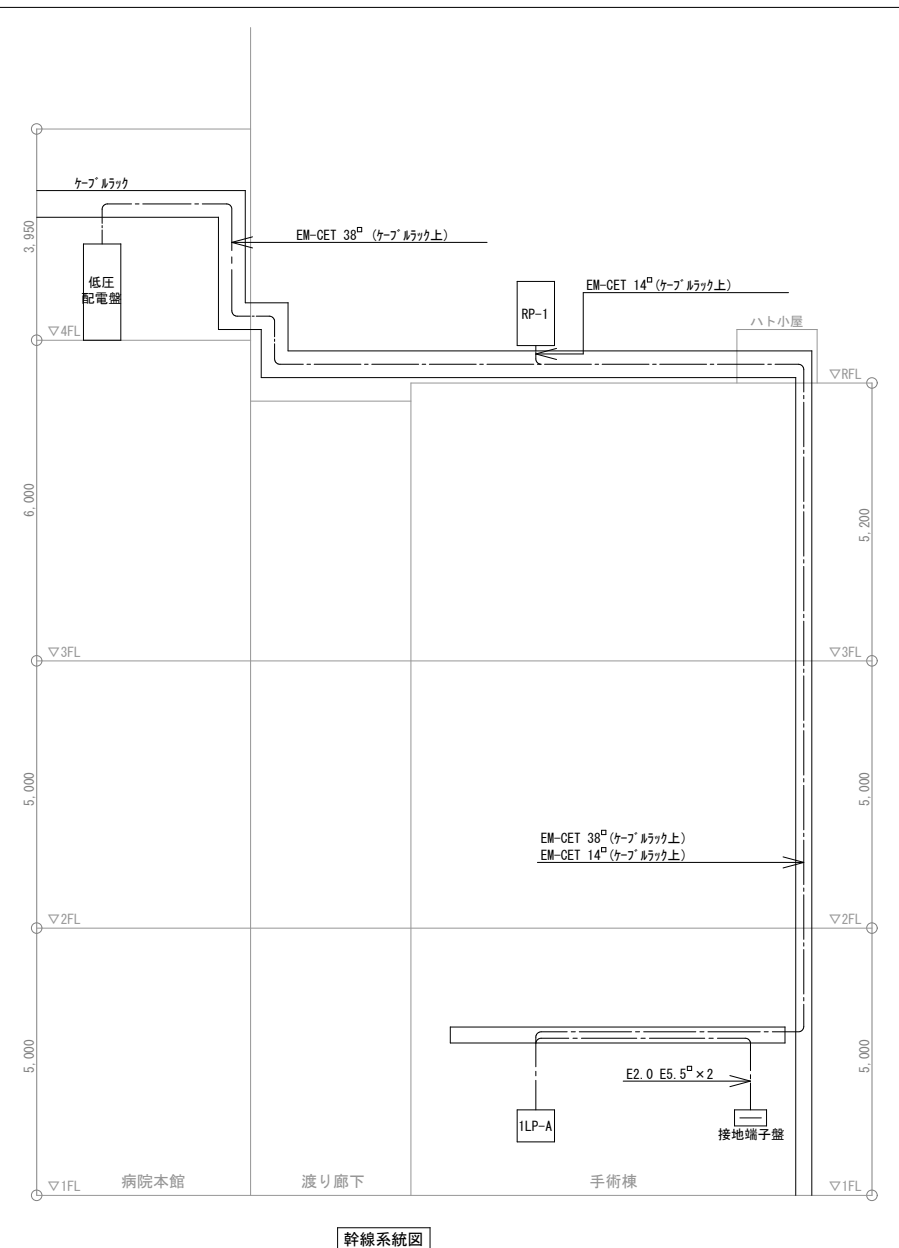 ケーブルラック
EM-CET 38□ (ケーブルラック上)
3,950
低圧
配電盤
RP-1
EM-CET 14□(ケーブルラック上)
ハト小屋
▽4FL
▽RFL
6,000
5,200
▽3FL
▽3FL
5,000
5,000
EM-CET 38□(ケーブルラック上)
EM-CET 14□(ケーブルラック上)
▽2FL
▽2FL
5,000
5,000
E2.0 E5.5□×2
1LP-A
接地端子盤
▽1FL
病院本館
渡り廊下
手術棟
▽1FL
幹線系統図